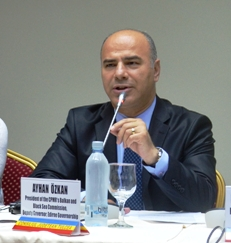 AYHAN ÖZKAN
President of the CPMR's Balkan and
Black Sea Commission,
Deputy Governor, Edirne Governorship